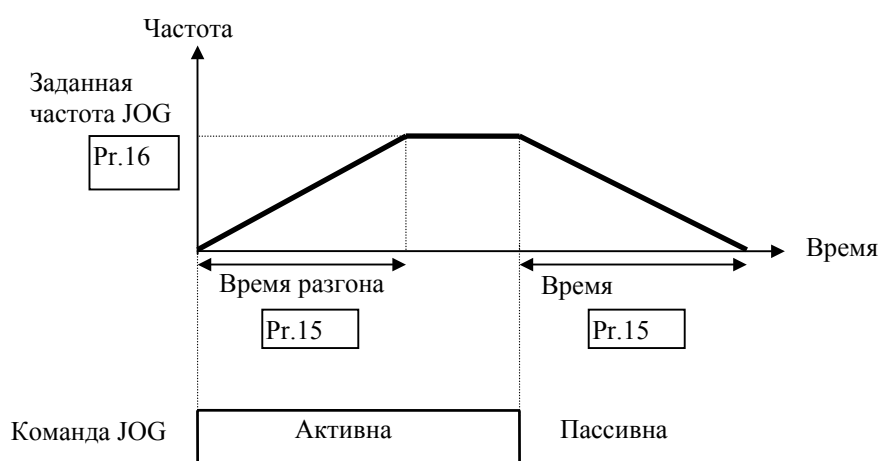 Частота
Заданная
частота JOG
Pr.16
Время
Время разгона
Время
Pr.15
Pr.15
Команда JOG
Активна
Пассивна